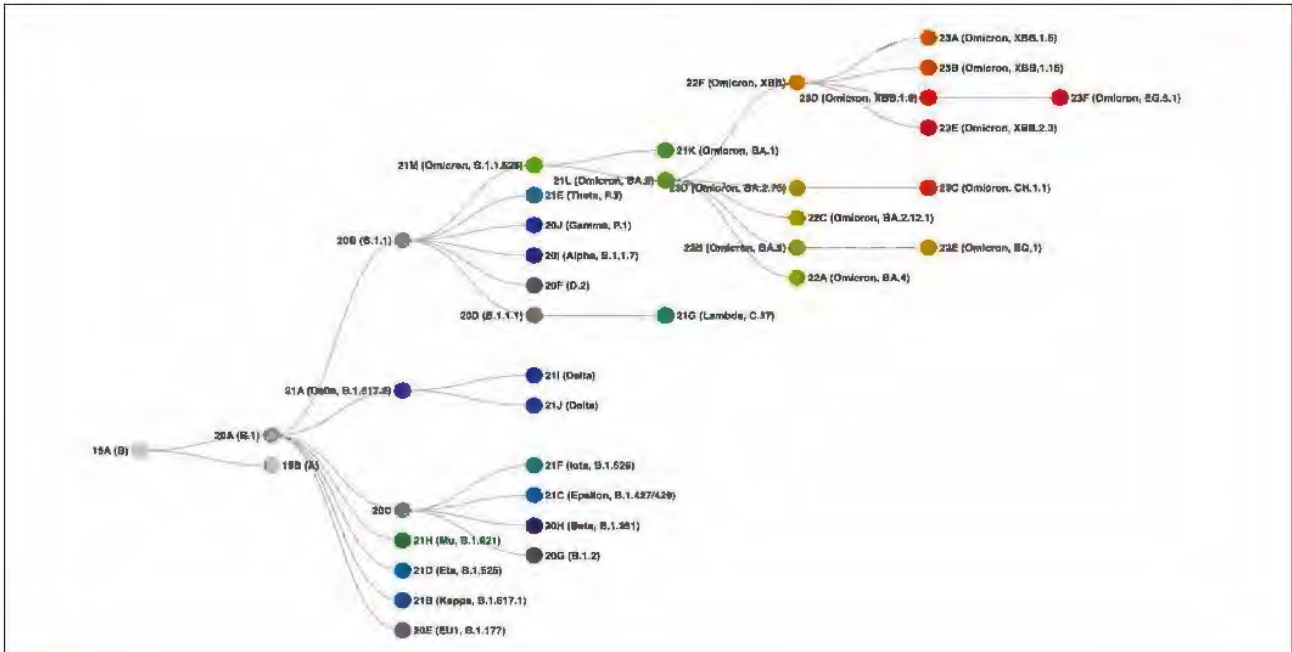 23A (Omicron, XBB.1.5)
23B (Omicron, XBB.1.16)
22F (Omicron, XBB)
23D (Omicron, XBB.1.9)
23F (Omicron, EG.5.1)
23E (Omicron, XBB.2.3)
21K (Omicron, BA.1)
21M (Omicron, B.1.1.529)
21L (Omicron, BA.2)
22D (Omicron, BA.2.75)
23C (Omicron, CH.1.1)
21E (Theta, P.3)
22C (Omicron, BA.2.12.1)
20J (Gamma, P.1)
20B (B.1.1)
22B (Omicron, BA.5)
22E (Omicron, BQ.1)
20I (Alpha, B.1.1.7)
22A (Omicron, BA.4)
20F (D.2)
20D (B.1.1.1)
21G (Lambda, C.37)
21I (Delta)
21A (Delta, B.1.617.2)
21J (Delta)
20A (B.1)
19A (B)
19B (A)
21F (Iota, B.1.526)
21C (Epsilon, B.1.427/429)
20C
20H (Beta, B.1.351)
21H (Mu, B.1.621)
20G (B.1.2)
21D (Eta, B.1.525)
21B (Kappa, B.1.617.1)
20E (EU1, B.1.177)